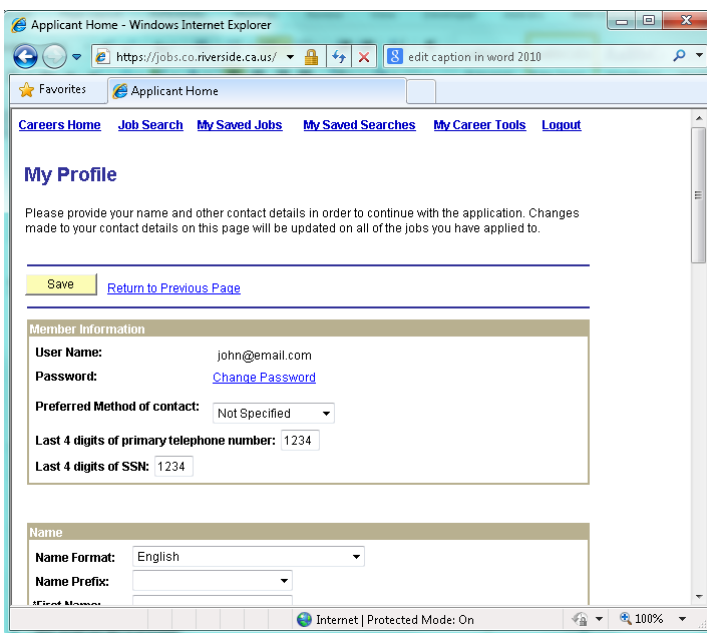 Applicant Home - Windows Internet Explorer
https://jobs.co.riverside.ca.us/ edit caption in word 2010
Favorites Applicant Home
Careers Home Job Search My Saved Jobs My Saved Searches My Career Tools Logout
My Profile
Please provide your name and other contact details in order to continue with the application. Changes
made to your contact details on this page will be updated on all of the jobs you have applied to.
Save Return to Previous Page
Member Information
User Name: john@email.com
Password: Change Password
Preferred Method of contact: Not Specified
Last 4 digits of primary telephone number: 1234
Last 4 digits of SSN: 1234
Name
Name Format: English
Name Prefix:
*First Name:
Internet | Protected Mode: On 100%